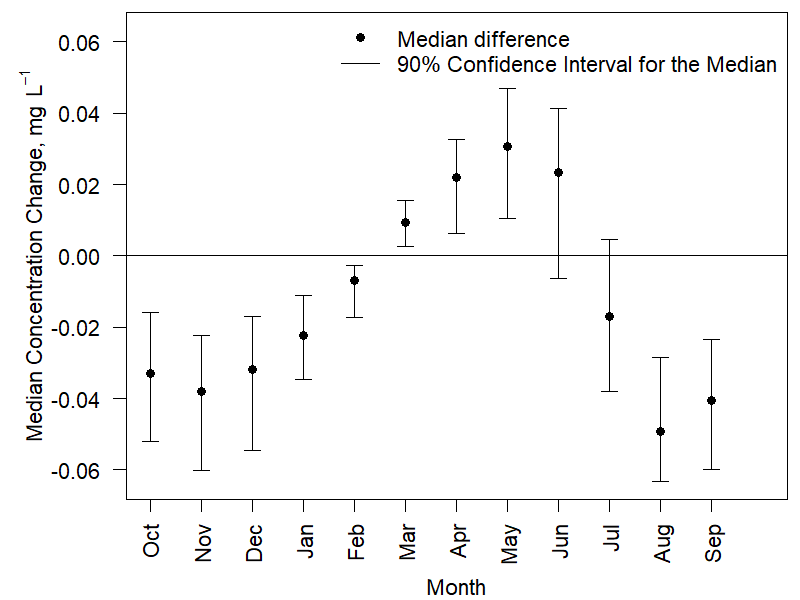 Median difference
90% Confidence Interval for the Median
Median Concentration Change, mg L⁻¹
0.06
0.04
0.02
0.00
-0.02
-0.04
-0.06
Oct
Nov
Dec
Jan
Feb
Mar
Apr
May
Jun
Jul
Aug
Sep
Month